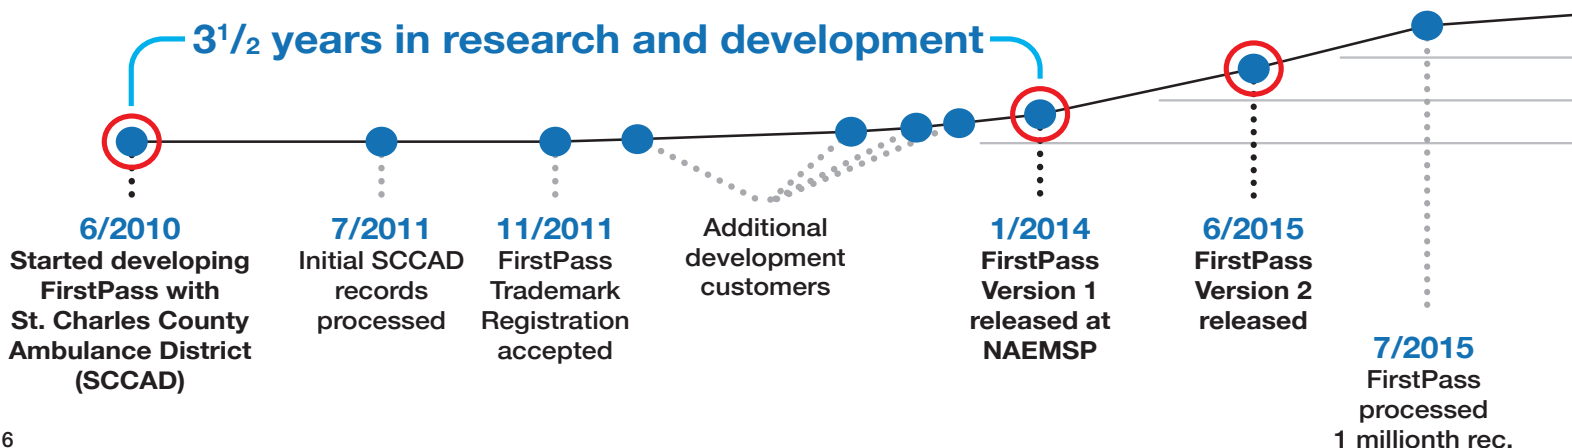 3 1/2 years in research and development
6/2010
Started developing
FirstPass with
St. Charles County
Ambulance District
(SCCAD)
7/2011
Initial SCCAD
records
processed
11/2011
FirstPass
Trademark
Registration
accepted
Additional
development
customers
1/2014
FirstPass
Version 1
released at
NAEMSP
6/2015
FirstPass
Version 2
released
7/2015
FirstPass
processed
1 millionth rec.
6